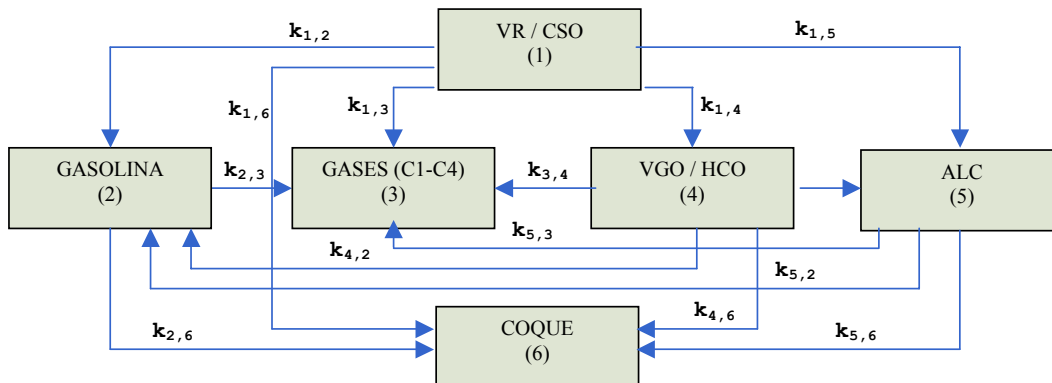 k1,2
VR / CSO
(1)
k1,5
k1,6
k1,3
k1,4
GASOLINA
(2)
k2,3
GASES (C1-C4)
(3)
k3,4
VGO / HCO
(4)
ALC
(5)
k5,3
k4,2
k5,2
k2,6
COQUE
(6)
k4,6
k5,6